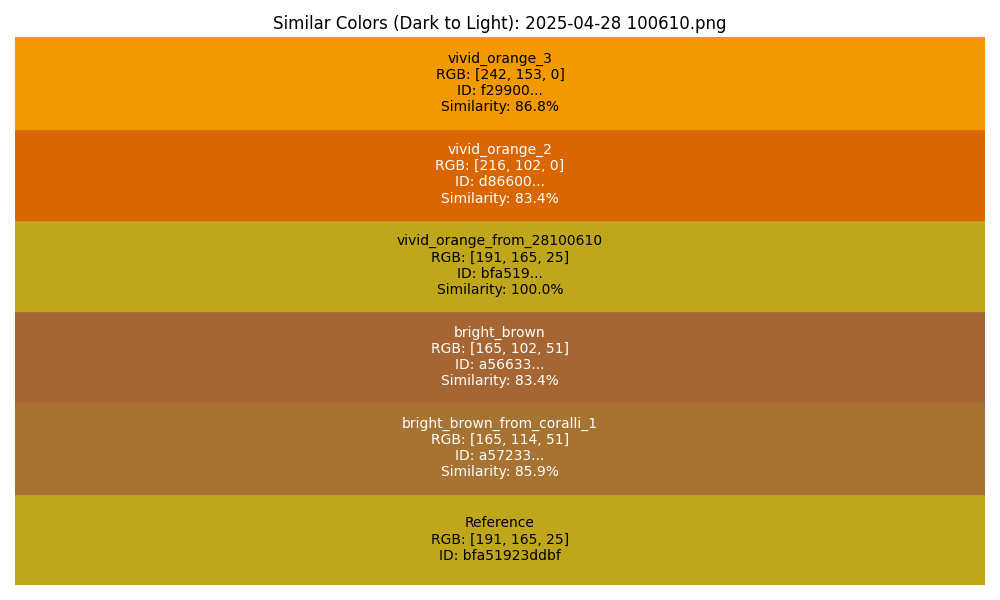 Similar Colors (Dark to Light): 2025-04-28 100610.png
vivid_orange_3
RGB: [242, 153, 0]
ID: f29900...
Similarity: 86.8%
vivid_orange_2
RGB: [216, 102, 0]
ID: d86600...
Similarity: 83.4%
vivid_orange_from_28100610
RGB: [191, 165, 25]
ID: bfa519...
Similarity: 100.0%
bright_brown
RGB: [165, 102, 51]
ID: a56633...
Similarity: 83.4%
bright_brown_from_coralli_1
RGB: [165, 114, 51]
ID: a57233...
Similarity: 85.9%
Reference
RGB: [191, 165, 25]
ID: bfa51923ddbf